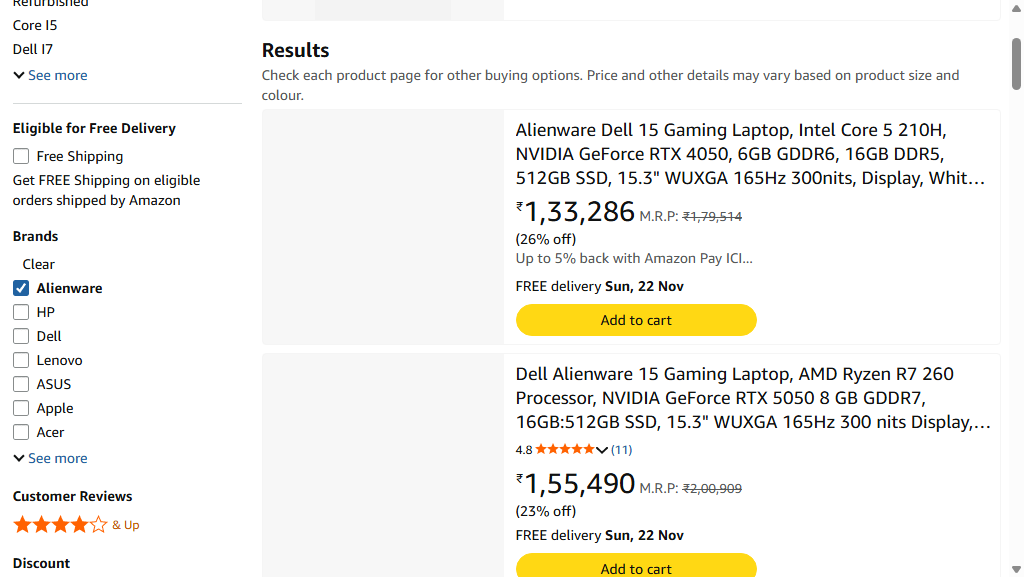 Refurbished
Core I5
Dell I7
See more
Eligible for Free Delivery
Free Shipping
Get FREE Shipping on eligible
orders shipped by Amazon
Brands
Clear
Alienware
HP
Dell
Lenovo
ASUS
Apple
Acer
See more
Customer Reviews
& Up
Discount
Results
Check each product page for other buying options. Price and other details may vary based on product size and
colour.
Alienware Dell 15 Gaming Laptop, Intel Core 5 210H,
NVIDIA GeForce RTX 4050, 6GB GDDR6, 16GB DDR5,
512GB SSD, 15.3" WUXGA 165Hz 300nits, Display, Whit...
₹1,33,286 M.R.P: ₹1,79,514
(26% off)
Up to 5% back with Amazon Pay ICI...
FREE delivery Sun, 22 Nov
Add to cart
Dell Alienware 15 Gaming Laptop, AMD Ryzen R7 260
Processor, NVIDIA GeForce RTX 5050 8 GB GDDR7,
16GB:512GB SSD, 15.3" WUXGA 165Hz 300 nits Display,...
4.8 (11)
₹1,55,490 M.R.P: ₹2,00,909
(23% off)
FREE delivery Sun, 22 Nov
Add to cart